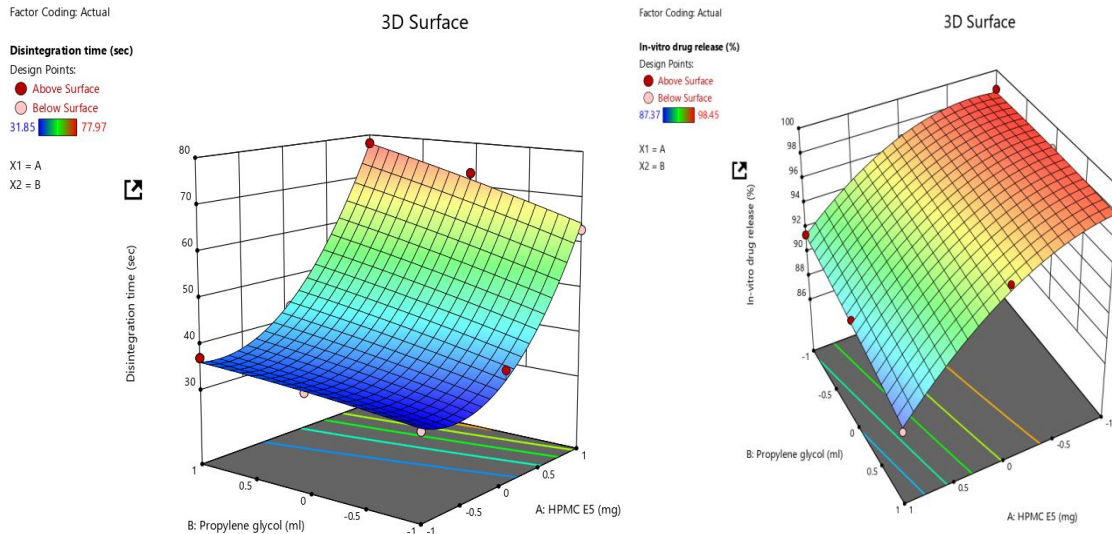 Factor Coding: Actual
3D Surface
Disintegration time (sec)
Design Points:
Above Surface
Below Surface
31.85 77.97
X1 = A
X2 = B
80
70
60
50
40
30
Disintegration time (sec)
1
0.5
0
-0.5
-1
B: Propylene glycol (ml)
-1
-0.5
0
0.5
1
A: HPMC E5 (mg)
Factor Coding: Actual
3D Surface
In-vitro drug release (%)
Design Points:
Above Surface
Below Surface
87.37 98.45
X1 = A
X2 = B
100
98
96
94
92
90
88
86
In-vitro drug release (%)
-1
-0.5
0
0.5
1
B: Propylene glycol (ml)
1
0.5
0
-0.5
-1
A: HPMC E5 (mg)